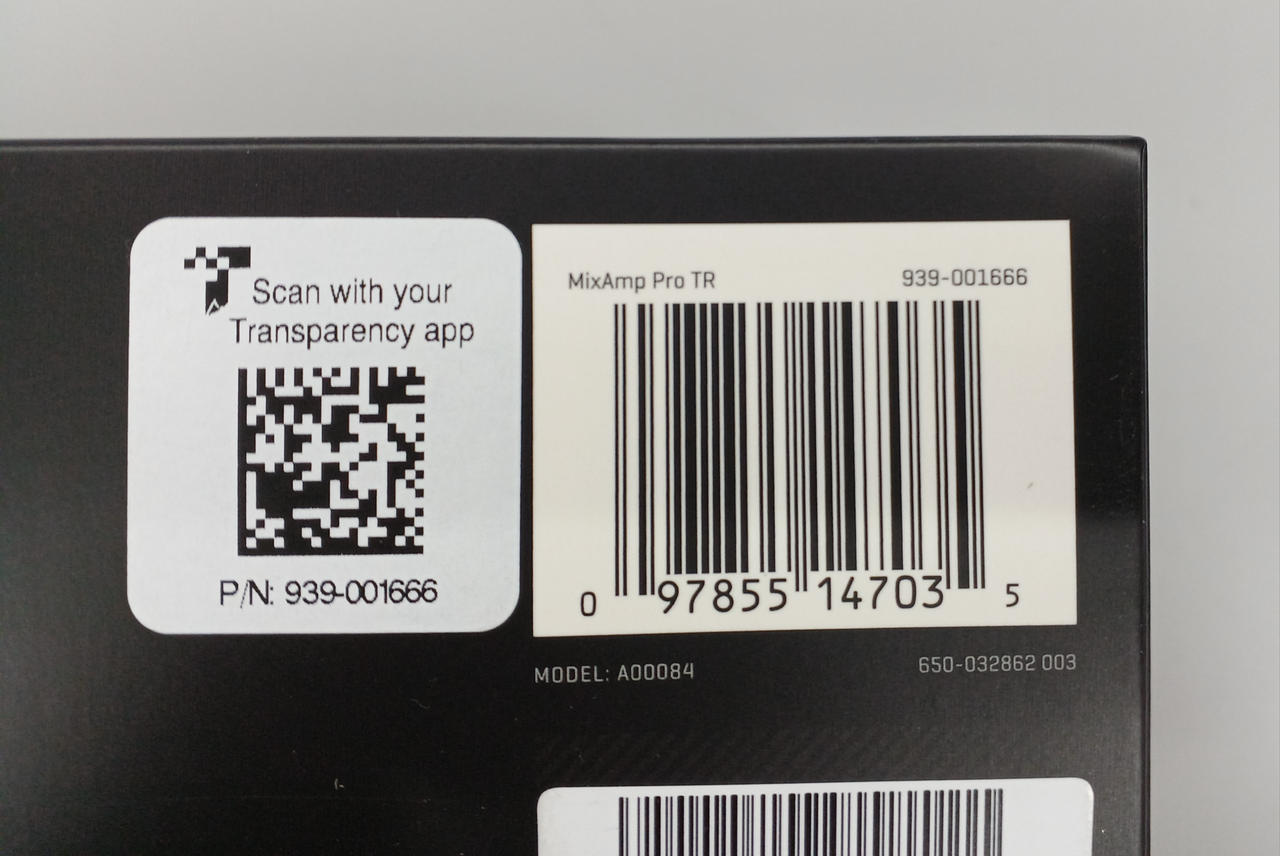 Scan with your
Transparency app
P/N: 939-001666
MixAmp Pro TR 939-001666
0 97855 14703 5
MODEL: A00084 650-032862 003